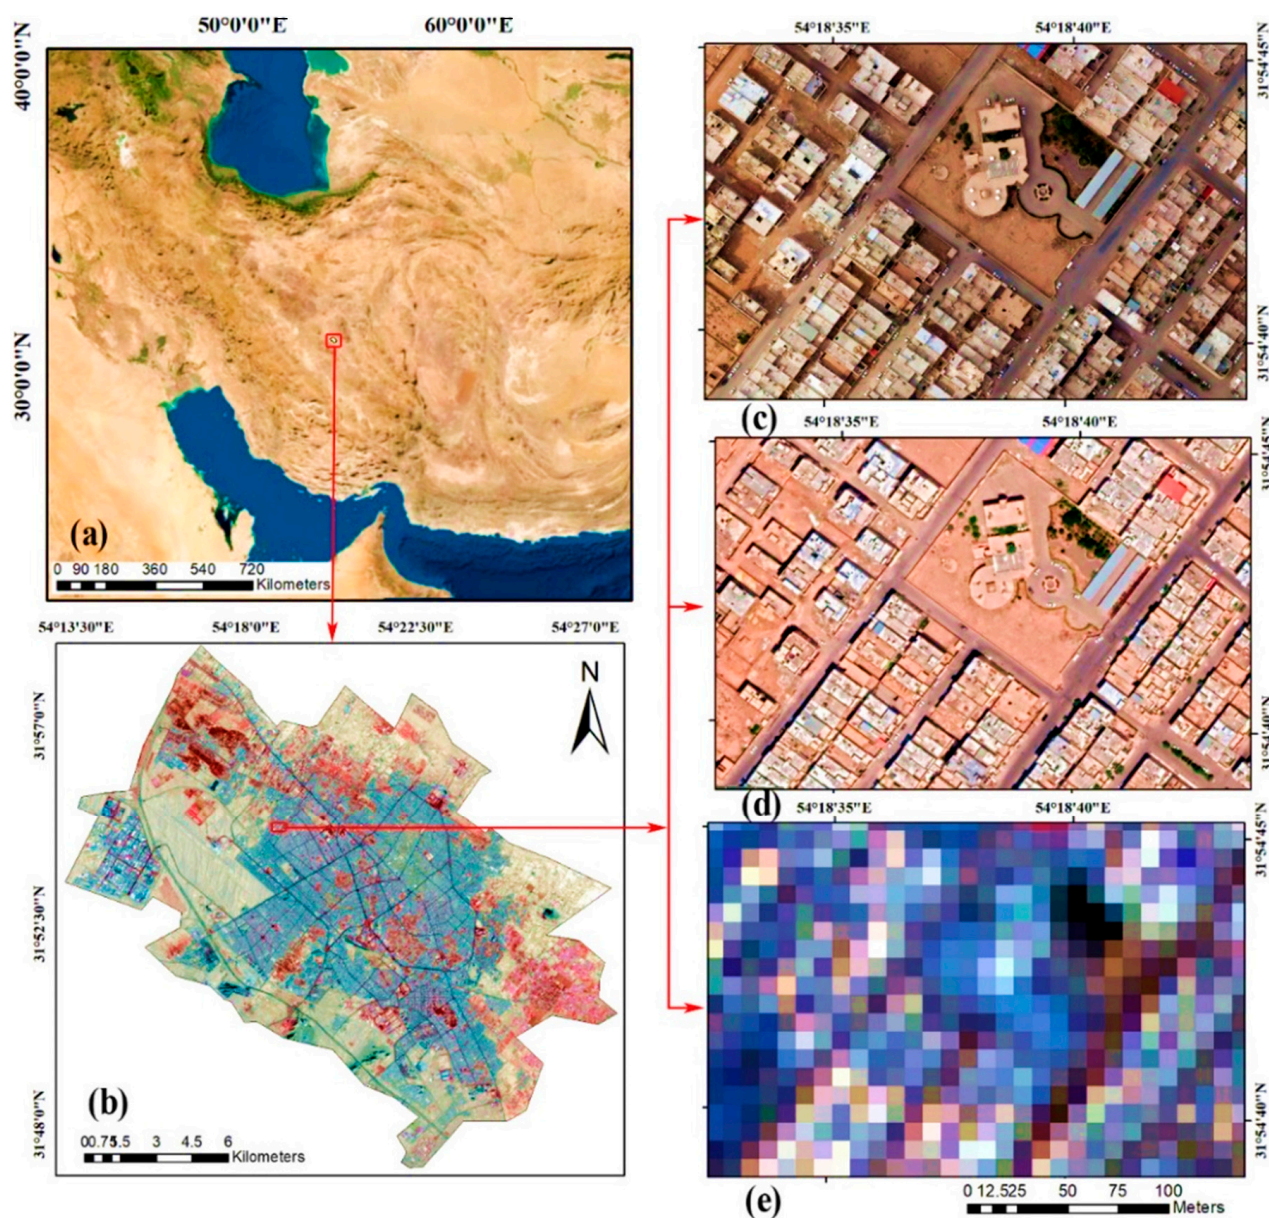 50°0'0"E 60°0'0"E
40°0'0"N
30°0'0"N
(a)
0 90 180 360 540 720
Kilometers
54°13'30"E 54°18'0"E 54°22'30"E 54°27'0"E
31°57'0"N
31°52'30"N
31°48'0"N
N
(b)
00.751.5 3 4.5 6
Kilometers
54°18'35"E 54°18'40"E
31°54'45"N
31°54'40"N
(c)
54°18'35"E 54°18'40"E
31°54'45"N
31°54'40"N
(d)
54°18'35"E 54°18'40"E
31°54'45"N
31°54'40"N
(e)
0 12.525 50 75 100
Meters